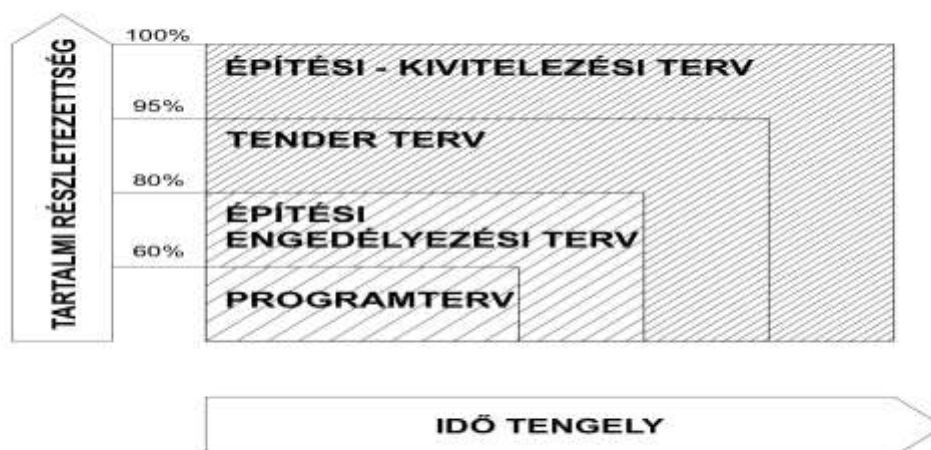 TARTALMI RÉSZLETEZETTSÉG
100%
ÉPÍTÉSI - KIVITELEZÉSI TERV
95%
TENDER TERV
80%
ÉPÍTÉSI
ENGEDÉLYEZÉSI TERV
60%
PROGRAMTERV
IDŐ TENGELY